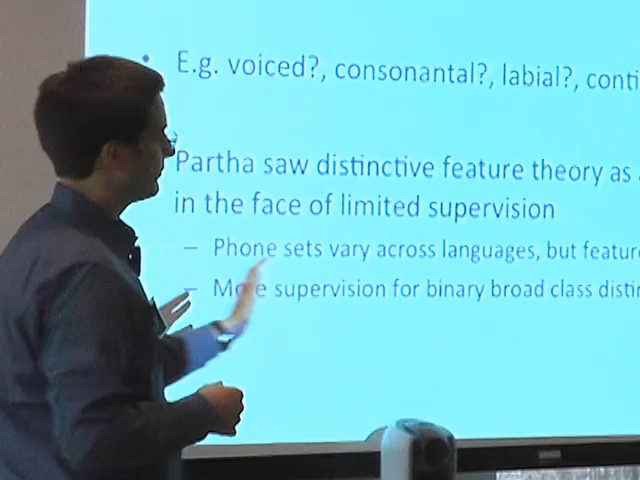 • E.g. voiced?, consonantal?, labial?, conti
Partha saw distinctive feature theory as
in the face of limited supervision
– Phone sets vary across languages, but featur
– More supervision for binary broad class disti